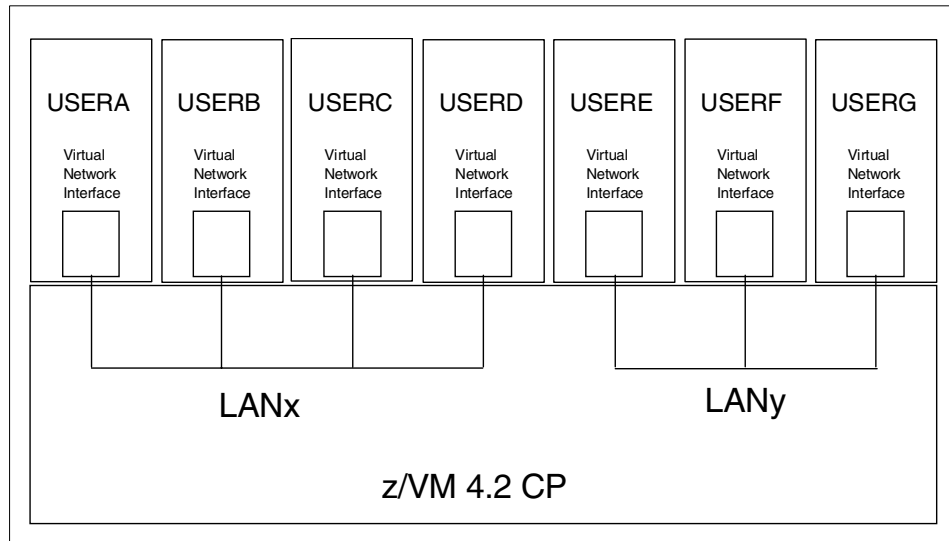 USERA
USERB
USERC
USERD
USERE
USERF
USERG
Virtual
Network
Interface
Virtual
Network
Interface
Virtual
Network
Interface
Virtual
Network
Interface
Virtual
Network
Interface
Virtual
Network
Interface
Virtual
Network
Interface
LANx
LANy
z/VM 4.2 CP